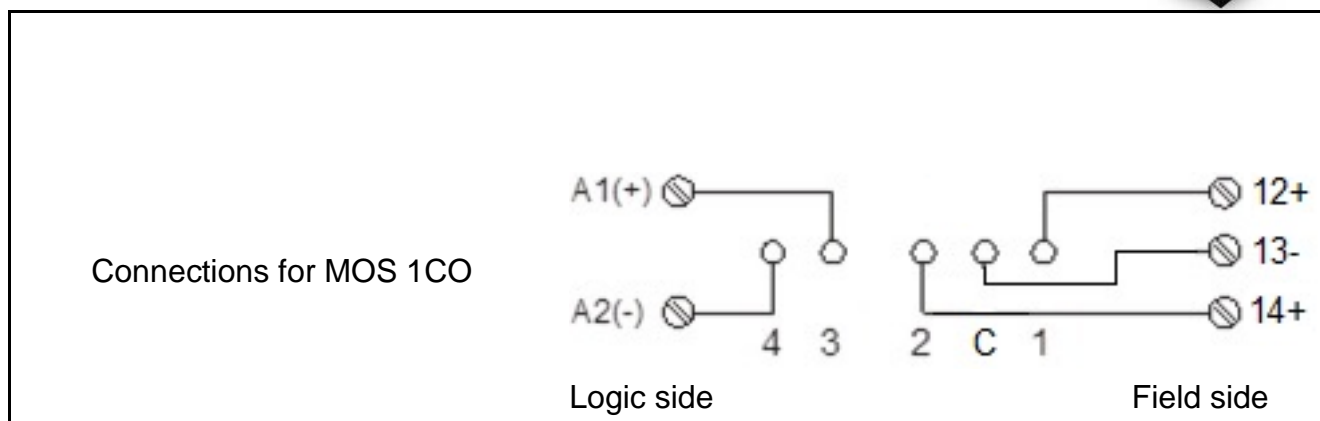 A1(+)
12+
Connections for MOS 1CO
13-
A2(-)
14+
4 3 2 C 1
Logic side
Field side